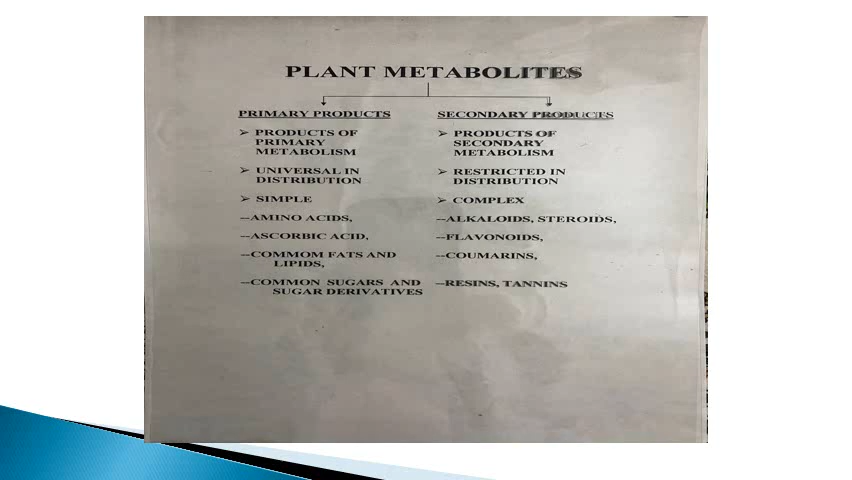 PLANT METABOLITES
PRIMARY PRODUCTS
➢ PRODUCTS OF
PRIMARY
METABOLISM
➢ UNIVERSAL IN
DISTRIBUTION
➢ SIMPLE
--AMINO ACIDS,
--ASCORBIC ACID,
--COMMOM FATS AND
LIPIDS,
--COMMON SUGARS AND
SUGAR DERIVATIVES
SECONDARY PRODUCTS
➢ PRODUCTS OF
SECONDARY
METABOLISM
➢ RESTRICTED IN
DISTRIBUTION
➢ COMPLEX
--ALKALOIDS, STEROIDS,
--FLAVONOIDS,
--COUMARINS,
--RESINS, TANNINS